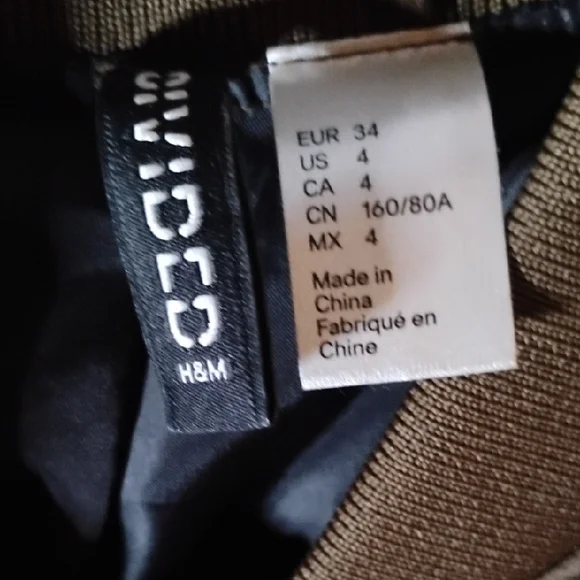 DIVIDED
H&M
EUR 34
US 4
CA 4
CN 160/80A
MX 4
Made in
China
Fabriqué en
Chine